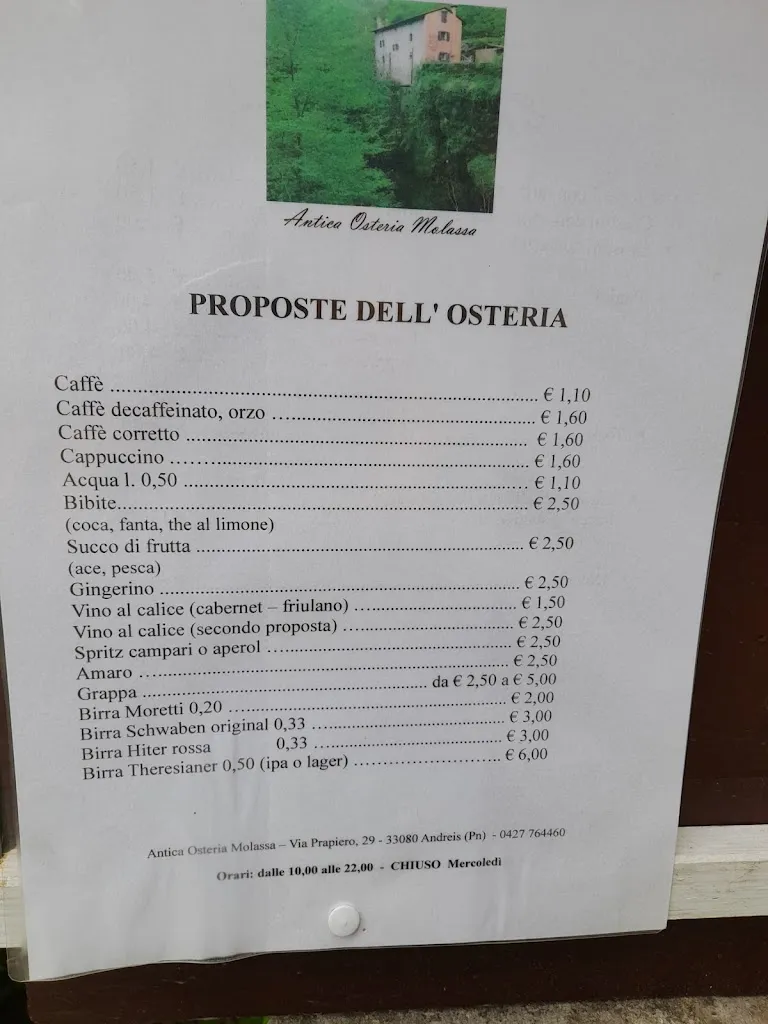 Antica Osteria Molassa
PROPOSTE DELL' OSTERIA
Caffè ........................................................................ € 1,10
Caffè decaffeinato, orzo ............................................ € 1,60
Caffè corretto ............................................................ € 1,60
Cappuccino ............................................................... € 1,60
Acqua l. 0,50 ............................................................ € 1,10
Bibite......................................................................... € 2,50
(coca, fanta, the al limone)
Succo di frutta .......................................................... € 2,50
(ace, pesca)
Gingerino .................................................................. € 2,50
Vino al calice (cabernet – friulano) ........................... € 1,50
Vino al calice (secondo proposta) ............................. € 2,50
Spritz campari o aperol ............................................. € 2,50
Amaro ....................................................................... € 2,50
Grappa ........................................................ da € 2,50 a € 5,00
Birra Moretti 0,20 ..................................................... € 2,00
Birra Schwaben original 0,33 .................................... € 3,00
Birra Hiter rossa 0,33 ................................... € 3,00
Birra Theresianer 0,50 (ipa o lager) .......................... € 6,00
Antica Osteria Molassa – Via Prapiero, 29 - 33080 Andreis (Pn) - 0427 764460
Orari: dalle 10,00 alle 22,00 - CHIUSO Mercoledì